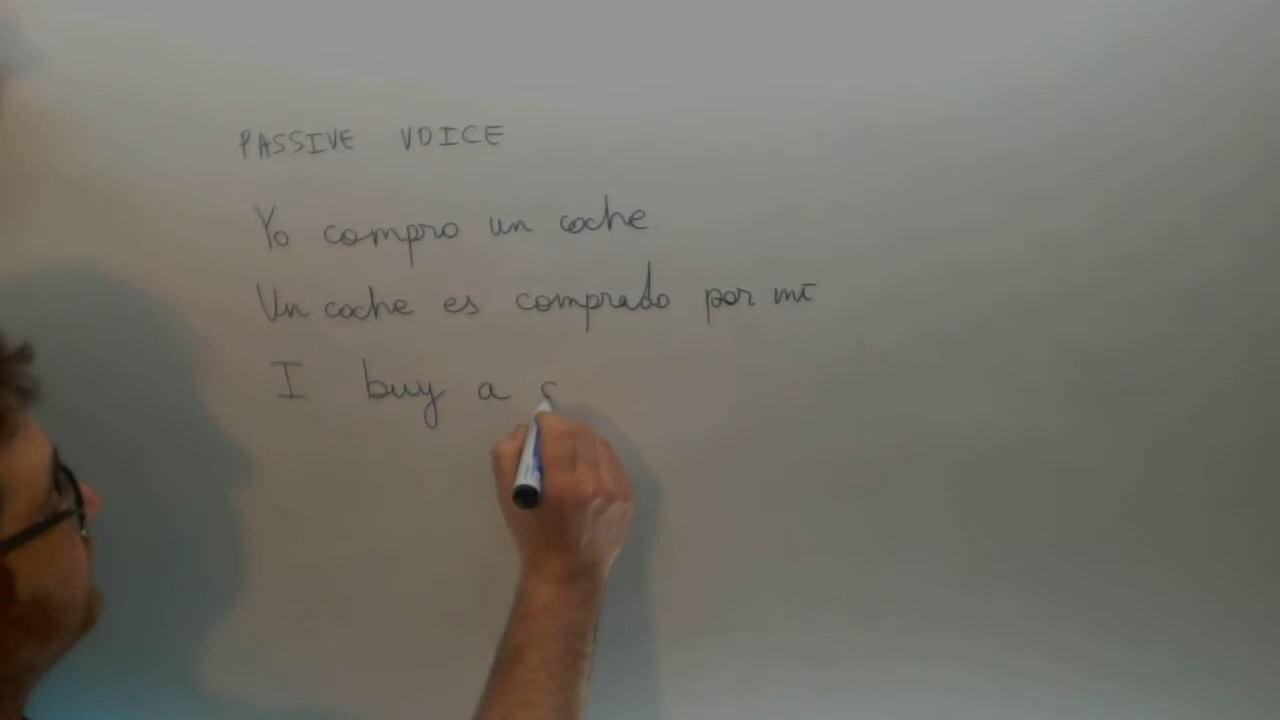 PASSIVE VOICE
Yo compro un coche
Un coche es comprado por mí
I buy a c